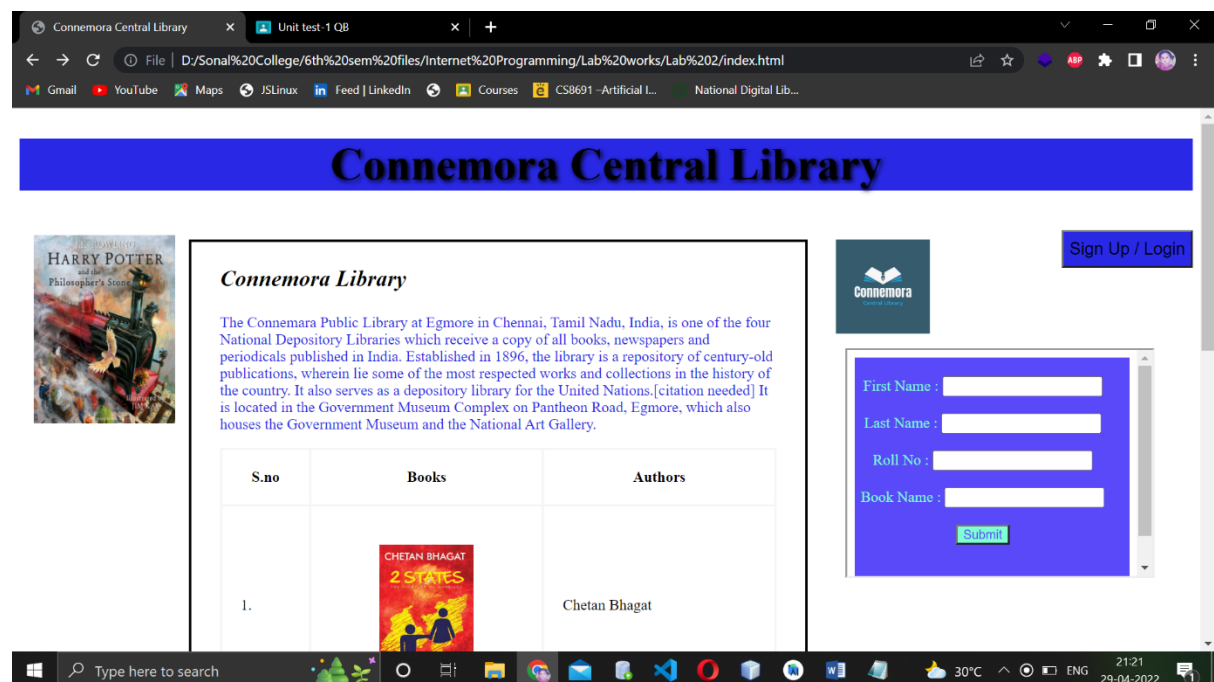 Connemora Central Library
Unit test-1 QB
File | D:/Sonal%20College/6th%20sem%20files/Internet%20Programming/Lab%20works/Lab%202/index.html
ABP
Gmail YouTube Maps JSLinux Feed | LinkedIn Courses CS8691 –Artificial I... National Digital Lib...
Connemora Central Library
HARRY POTTER
and the
Philosopher's Stone
JIM KAY
Connemora Library
The Connemara Public Library at Egmore in Chennai, Tamil Nadu, India, is one of the four
National Depository Libraries which receive a copy of all books, newspapers and
periodicals published in India. Established in 1896, the library is a repository of century-old
publications, wherein lie some of the most respected works and collections in the history of
the country. It also serves as a depository library for the United Nations.[citation needed] It
is located in the Government Museum Complex on Pantheon Road, Egmore, which also
houses the Government Museum and the National Art Gallery.
S.no Books Authors
CHETAN BHAGAT
2 STATES
1. Chetan Bhagat
Connemora
Central Library
Sign Up / Login
First Name :
Last Name :
Roll No :
Book Name :
Submit
Type here to search
30°C ENG 21:21
29-04-2022